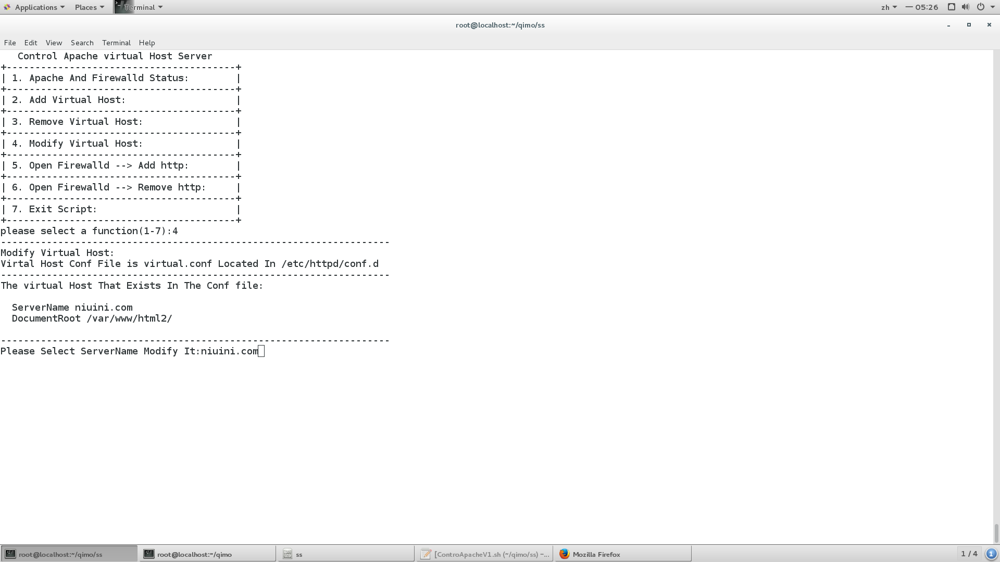 Applications Places Terminal zh 一 05:26
root@localhost:~/qimo/ss
File Edit View Search Terminal Help
Control Apache virtual Host Server
+----------------------------------------+
| 1. Apache And Firewalld Status:         |
+----------------------------------------+
| 2. Add Virtual Host:                    |
+----------------------------------------+
| 3. Remove Virtual Host:                 |
+----------------------------------------+
| 4. Modify Virtual Host:                 |
+----------------------------------------+
| 5. Open Firewalld --> Add http:         |
+----------------------------------------+
| 6. Open Firewalld --> Remove http:      |
+----------------------------------------+
| 7. Exit Script:                         |
+----------------------------------------+
please select a function(1-7):4
--------------------------------------------------------------------
Modify Virtual Host:
Virtal Host Conf File is virtual.conf Located In /etc/httpd/conf.d
--------------------------------------------------------------------
The virtual Host That Exists In The Conf file:
ServerName niuini.com
DocumentRoot /var/www/html2/
--------------------------------------------------------------------
Please Select ServerName Modify It:niuini.com
root@localhost:~/qimo/ss root@localhost:~/qimo ss [ControApacheV1.sh (~/qimo/ss) –... Mozilla Firefox 1 / 4 1